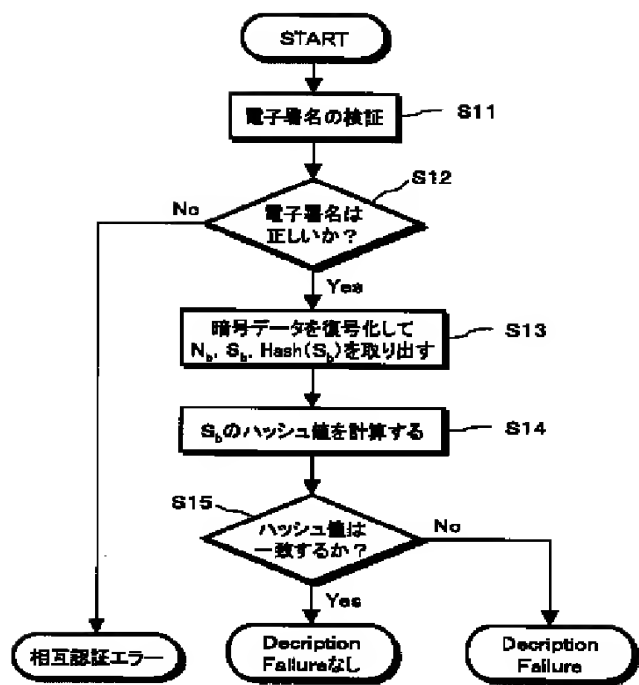 START
電子署名の検証
S11
S12
No
電子署名は
正しいか？
Yes
暗号データを復号化して
Nb、Sb、Hash(Sb)を取り出す
S13
Sbのハッシュ値を計算する
S14
S15
ハッシュ値は
一致するか？
No
Yes
相互認証エラー
Decription
Failureなし
Decription
Failure